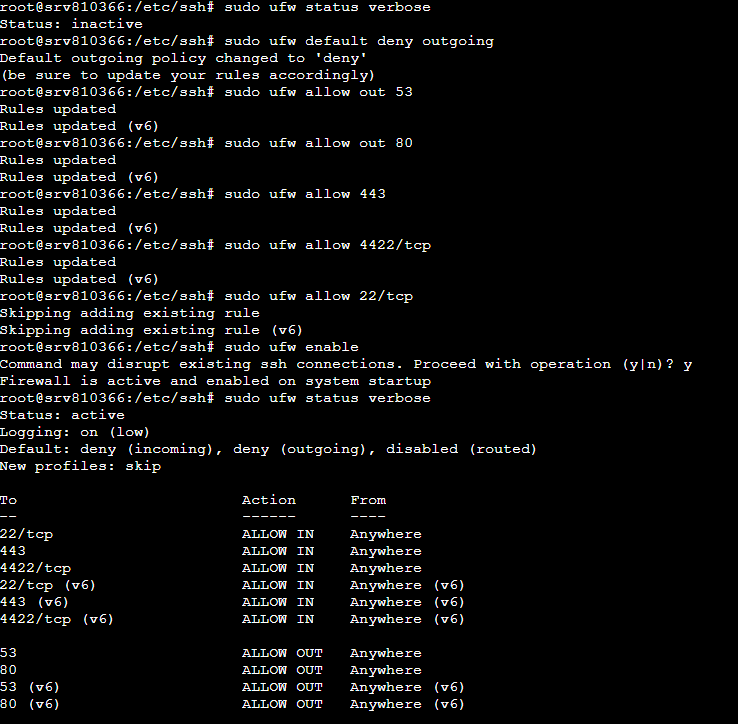 root@srv810366:/etc/ssh# sudo ufw status verbose
Status: inactive
root@srv810366:/etc/ssh# sudo ufw default deny outgoing
Default outgoing policy changed to 'deny'
(be sure to update your rules accordingly)
root@srv810366:/etc/ssh# sudo ufw allow out 53
Rules updated
Rules updated (v6)
root@srv810366:/etc/ssh# sudo ufw allow out 80
Rules updated
Rules updated (v6)
root@srv810366:/etc/ssh# sudo ufw allow 443
Rules updated
Rules updated (v6)
root@srv810366:/etc/ssh# sudo ufw allow 4422/tcp
Rules updated
Rules updated (v6)
root@srv810366:/etc/ssh# sudo ufw allow 22/tcp
Skipping adding existing rule
Skipping adding existing rule (v6)
root@srv810366:/etc/ssh# sudo ufw enable
Command may disrupt existing ssh connections. Proceed with operation (y|n)? y
Firewall is active and enabled on system startup
root@srv810366:/etc/ssh# sudo ufw status verbose
Status: active
Logging: on (low)
Default: deny (incoming), deny (outgoing), disabled (routed)
New profiles: skip

To                         Action      From
--                         ------      ----
22/tcp                     ALLOW IN    Anywhere
443                        ALLOW IN    Anywhere
4422/tcp                   ALLOW IN    Anywhere
22/tcp (v6)                ALLOW IN    Anywhere (v6)
443 (v6)                   ALLOW IN    Anywhere (v6)
4422/tcp (v6)              ALLOW IN    Anywhere (v6)

53                         ALLOW OUT   Anywhere
80                         ALLOW OUT   Anywhere
53 (v6)                    ALLOW OUT   Anywhere (v6)
80 (v6)                    ALLOW OUT   Anywhere (v6)